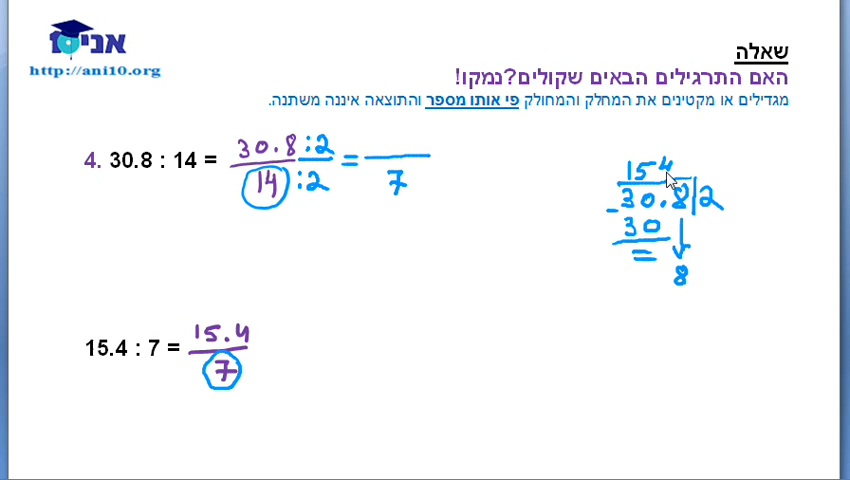 אני10
http://ani10.org
שאלה
האם התרגילים הבאים שקולים?נמקו!
מגדילים או מקטינים את המחלק והמחולק פי אותו מספר והתוצאה איננה משתנה.
4. 30.8 : 14 = 30.8 :2 / 14 :2 = / 7
15 4
- 30.8 | 2
30
8
15.4 : 7 = 15.4 / 7